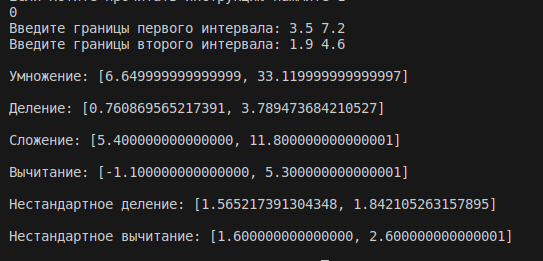 0
Введите границы первого интервала: 3.5 7.2
Введите границы второго интервала: 1.9 4.6
Умножение: [6.649999999999999, 33.119999999999997]
Деление: [0.760869565217391, 3.789473684210527]
Сложение: [5.400000000000000, 11.800000000000001]
Вычитание: [-1.100000000000000, 5.300000000000001]
Нестандартное деление: [1.565217391304348, 1.842105263157895]
Нестандартное вычитание: [1.600000000000000, 2.600000000000001]